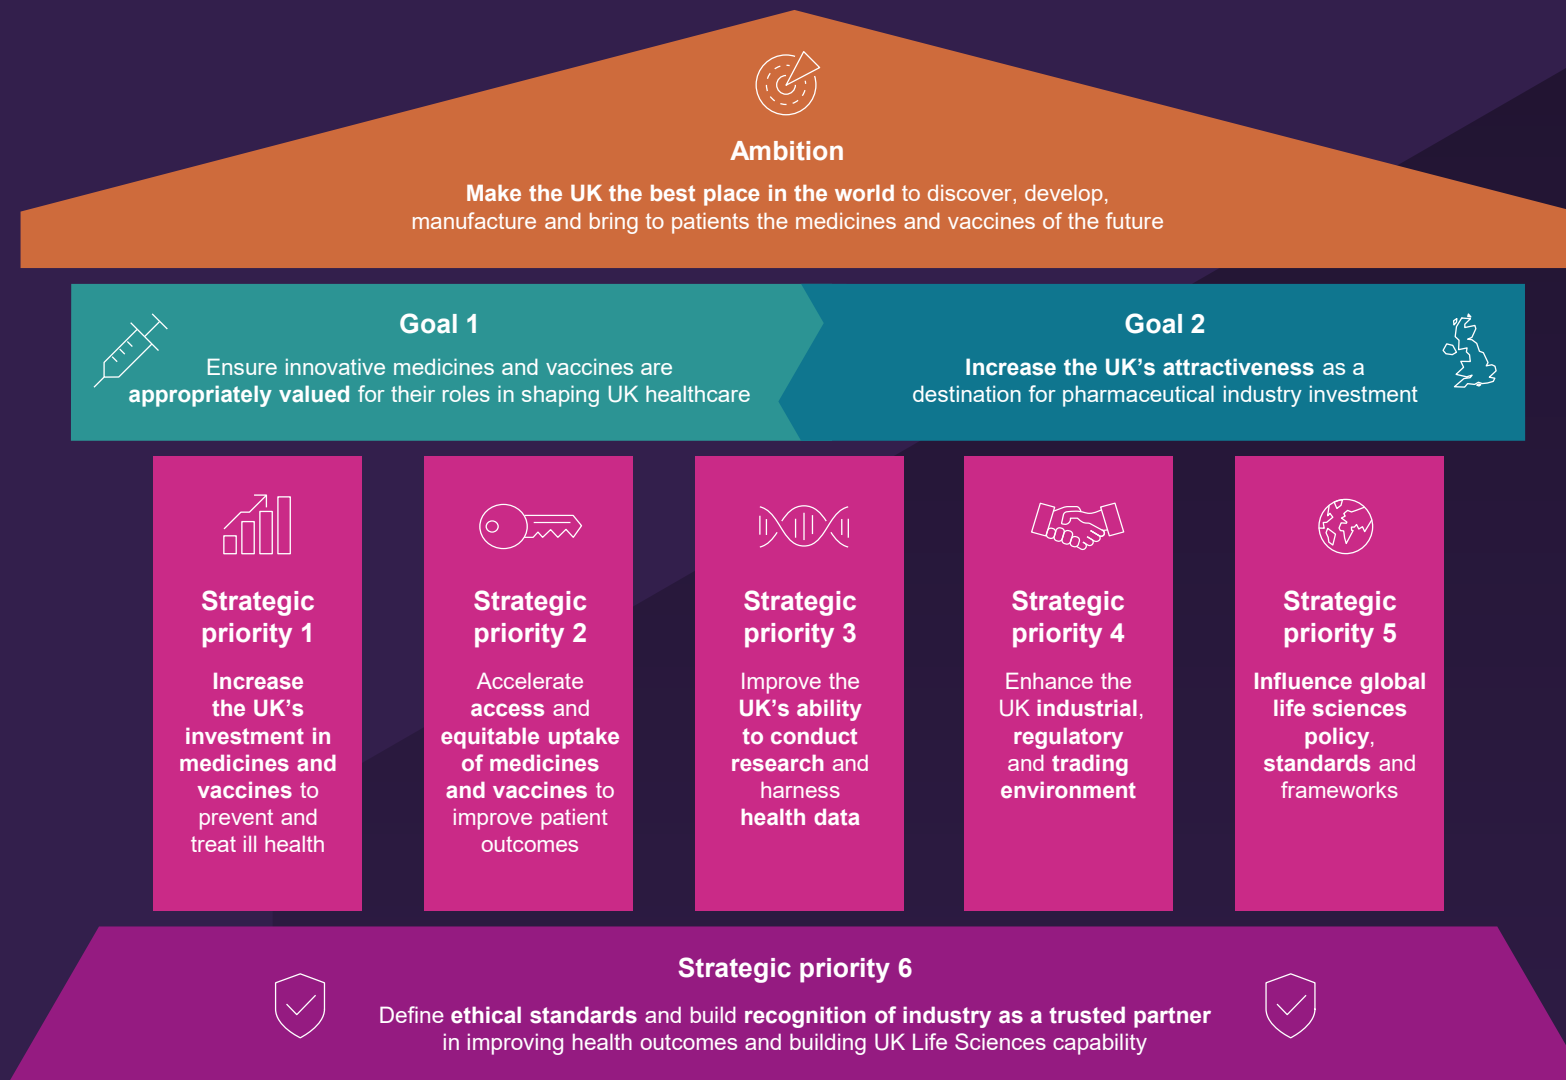 Ambition
Make the UK the best place in the world to discover, develop,
manufacture and bring to patients the medicines and vaccines of the future
Goal 1
Ensure innovative medicines and vaccines are
appropriately valued for their roles in shaping UK healthcare
Goal 2
Increase the UK’s attractiveness as a
destination for pharmaceutical industry investment
Strategic
priority 1
Increase
the UK’s
investment in
medicines and
vaccines to
prevent and
treat ill health
Strategic
priority 2
Accelerate
access and
equitable uptake
of medicines
and vaccines to
improve patient
outcomes
Strategic
priority 3
Improve the
UK’s ability
to conduct
research and
harness
health data
Strategic
priority 4
Enhance the
UK industrial,
regulatory
and trading
environment
Strategic
priority 5
Influence global
life sciences
policy,
standards and
frameworks
Strategic priority 6
Define ethical standards and build recognition of industry as a trusted partner
in improving health outcomes and building UK Life Sciences capability